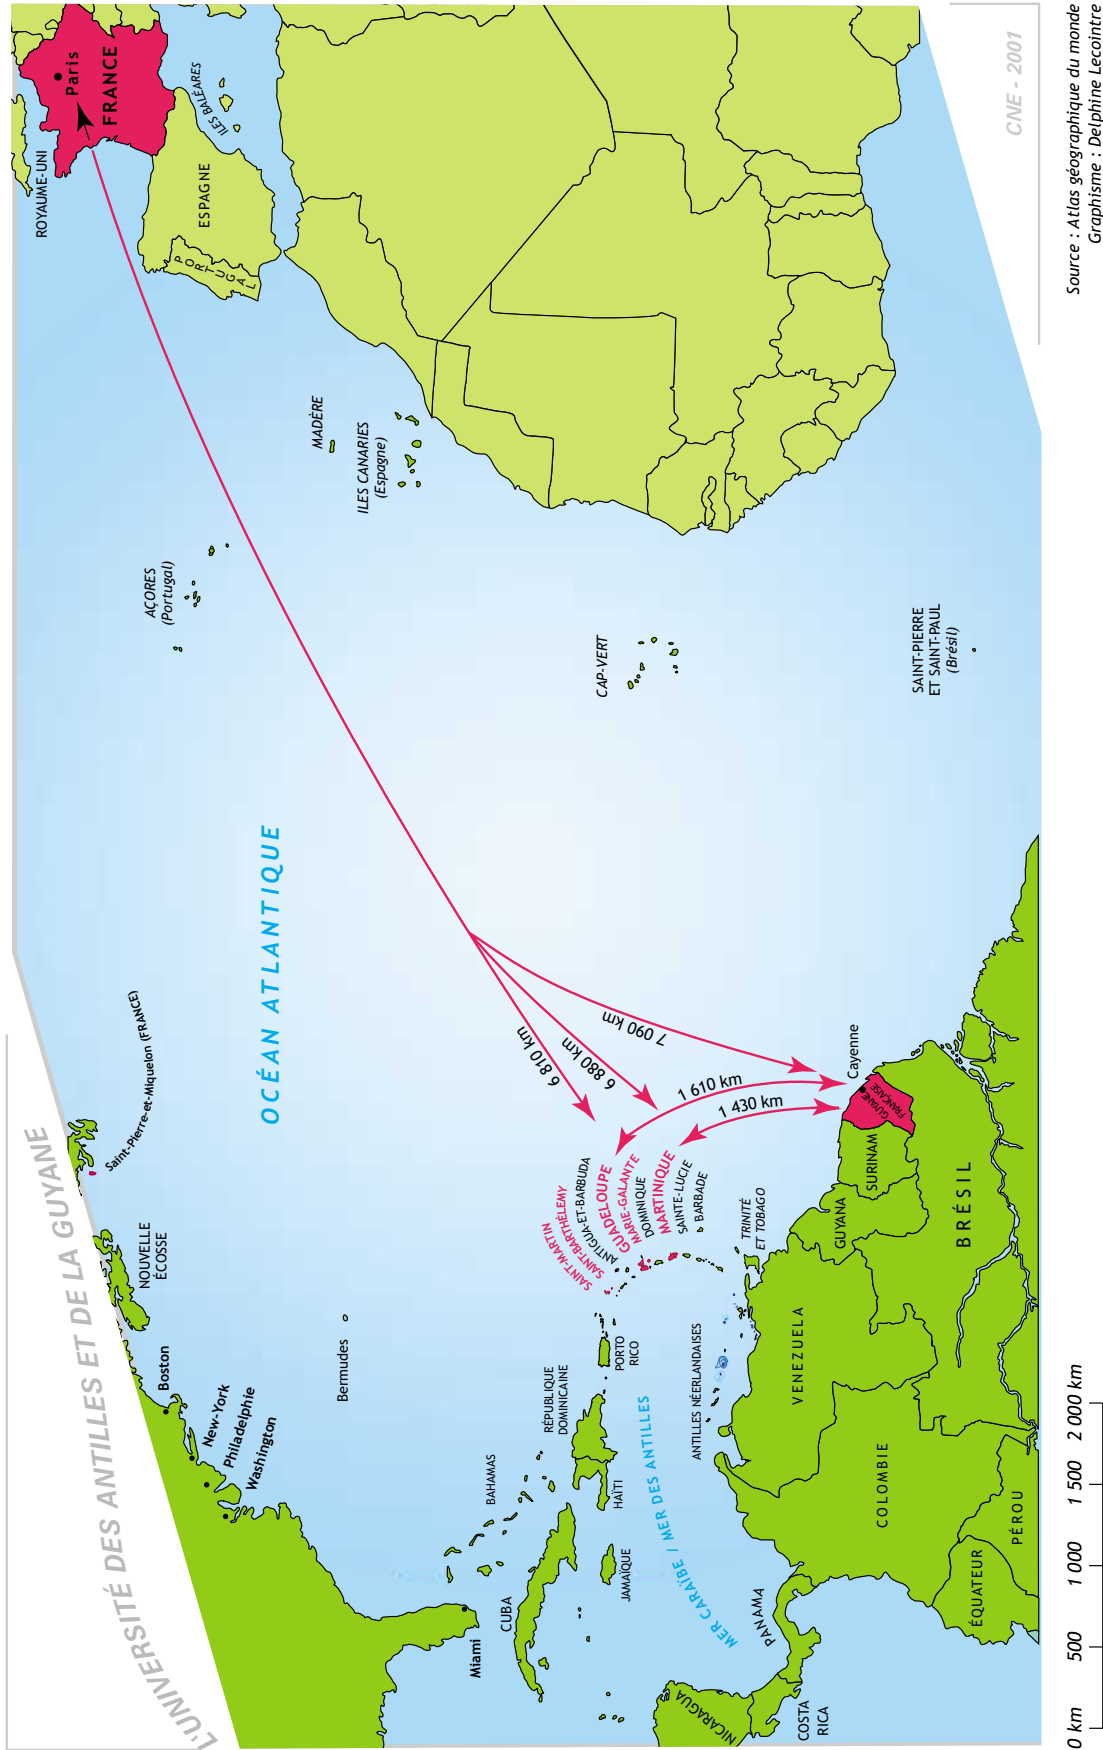 L'UNIVERSITÉ DES ANTILLES ET DE LA GUYANE
ROYAUME-UNI
Paris
FRANCE
ILES BALÉARES
ESPAGNE
PORTUGAL
MADÈRE
ILES CANARIES
(Espagne)
AÇORES
(Portugal)
CAP-VERT
SAINT-PIERRE
ET SAINT-PAUL
(Brésil)
OCÉAN ATLANTIQUE
Saint-Pierre-et-Miquelon (FRANCE)
NOUVELLE
ÉCOSSE
Boston
New-York
Philadelphie
Washington
Bermudes
Miami
BAHAMAS
CUBA
JAMAÏQUE
HAÏTI
RÉPUBLIQUE
DOMINICAINE
PORTO
RICO
MER CARAÏBE / MER DES ANTILLES
SAINT-MARTIN
SAINT-BARTHÉLEMY
ANTIGUA-ET-BARBUDA
GUADELOUPE
MARIE-GALANTE
DOMINIQUE
MARTINIQUE
SAINTE-LUCIE
BARBADE
TRINITÉ
ET TOBAGO
ANTILLES NÉERLANDAISES
6 810 km
6 880 km
7 090 km
1 610 km
1 430 km
Cayenne
GUYANE
FRANÇAISE
SURINAM
GUYANA
VENEZUELA
BRÉSIL
COLOMBIE
PÉROU
ÉQUATEUR
PANAMA
COSTA
RICA
NICARAGUA
0 km 500 1 000 1 500 2 000 km
CNE - 2001
Source : Atlas géographique du monde
Graphisme : Delphine Lecointre